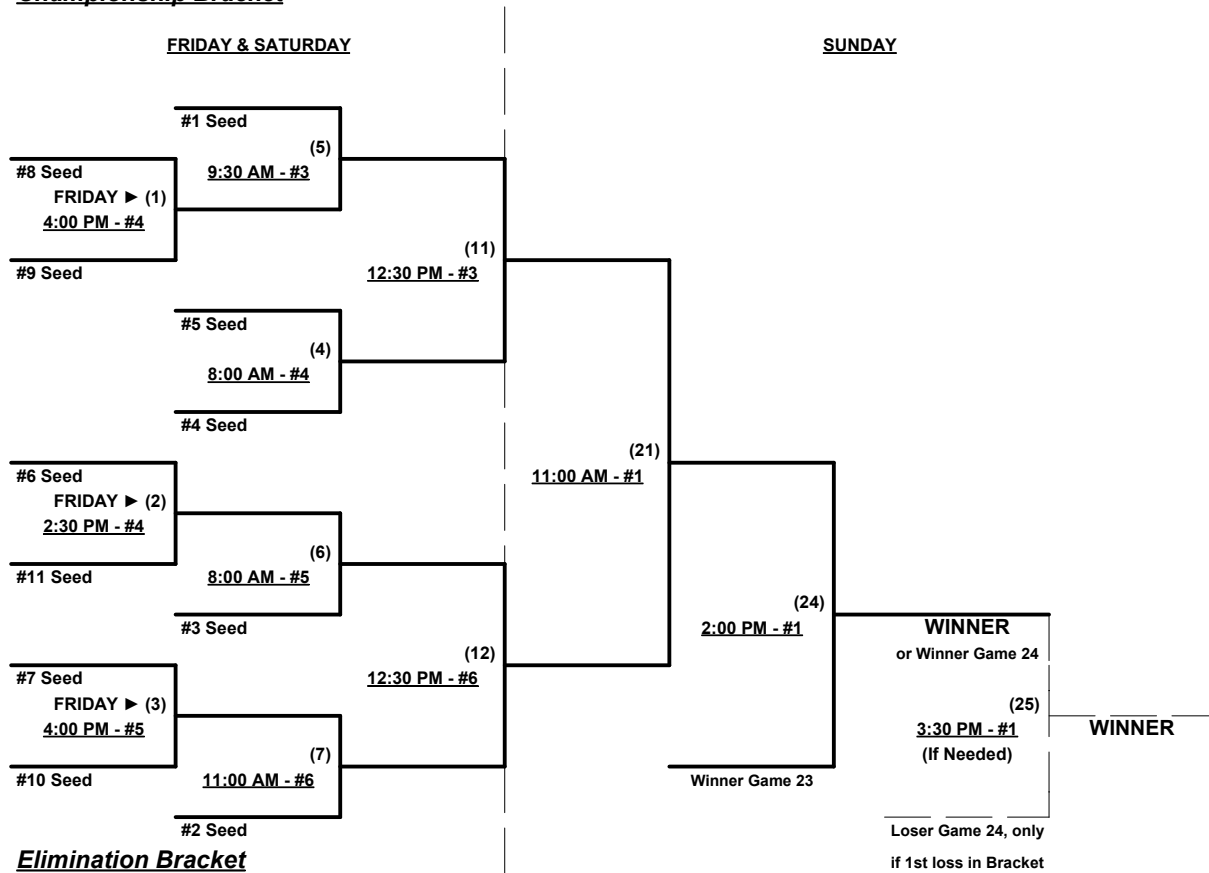 Championship Bracket
FRIDAY & SATURDAY
SUNDAY
#1 Seed
(5)
9:30 AM - #3
#8 Seed
FRIDAY ► (1)
4:00 PM - #4
#9 Seed
(11)
12:30 PM - #3
#5 Seed
(4)
8:00 AM - #4
#4 Seed
(21)
11:00 AM - #1
#6 Seed
FRIDAY ► (2)
2:30 PM - #4
#11 Seed
(6)
8:00 AM - #5
#3 Seed
(24)
2:00 PM - #1
WINNER
or Winner Game 24
(12)
12:30 PM - #6
#7 Seed
FRIDAY ► (3)
4:00 PM - #5
#10 Seed
(25)
3:30 PM - #1
(If Needed)
WINNER
(7)
11:00 AM - #6
#2 Seed
Winner Game 23
Loser Game 24, only
if 1st loss in Bracket
Elimination Bracket